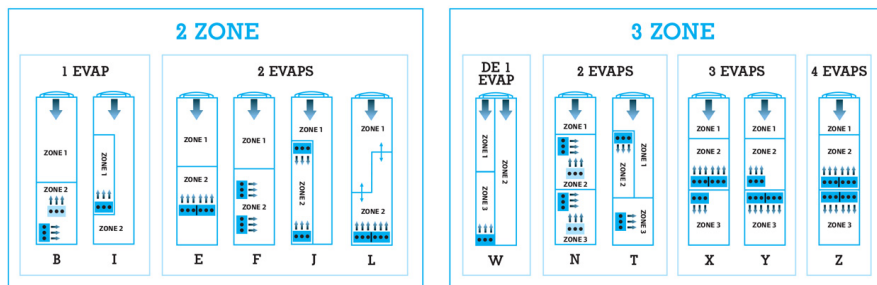 2 ZONE
1 EVAP
ZONE 1
ZONE 2
B
ZONE 1
ZONE 2
I
2 EVAPS
ZONE 1
ZONE 2
E
ZONE 1
ZONE 2
F
ZONE 1
ZONE 2
J
ZONE 1
ZONE 2
L
3 ZONE
DE 1
EVAP
ZONE 1
ZONE 2
ZONE 3
W
2 EVAPS
ZONE 1
ZONE 2
ZONE 3
N
ZONE 1
ZONE 2
ZONE 3
T
3 EVAPS
ZONE 1
ZONE 2
ZONE 3
X
ZONE 1
ZONE 2
ZONE 3
Y
4 EVAPS
ZONE 1
ZONE 2
ZONE 3
Z